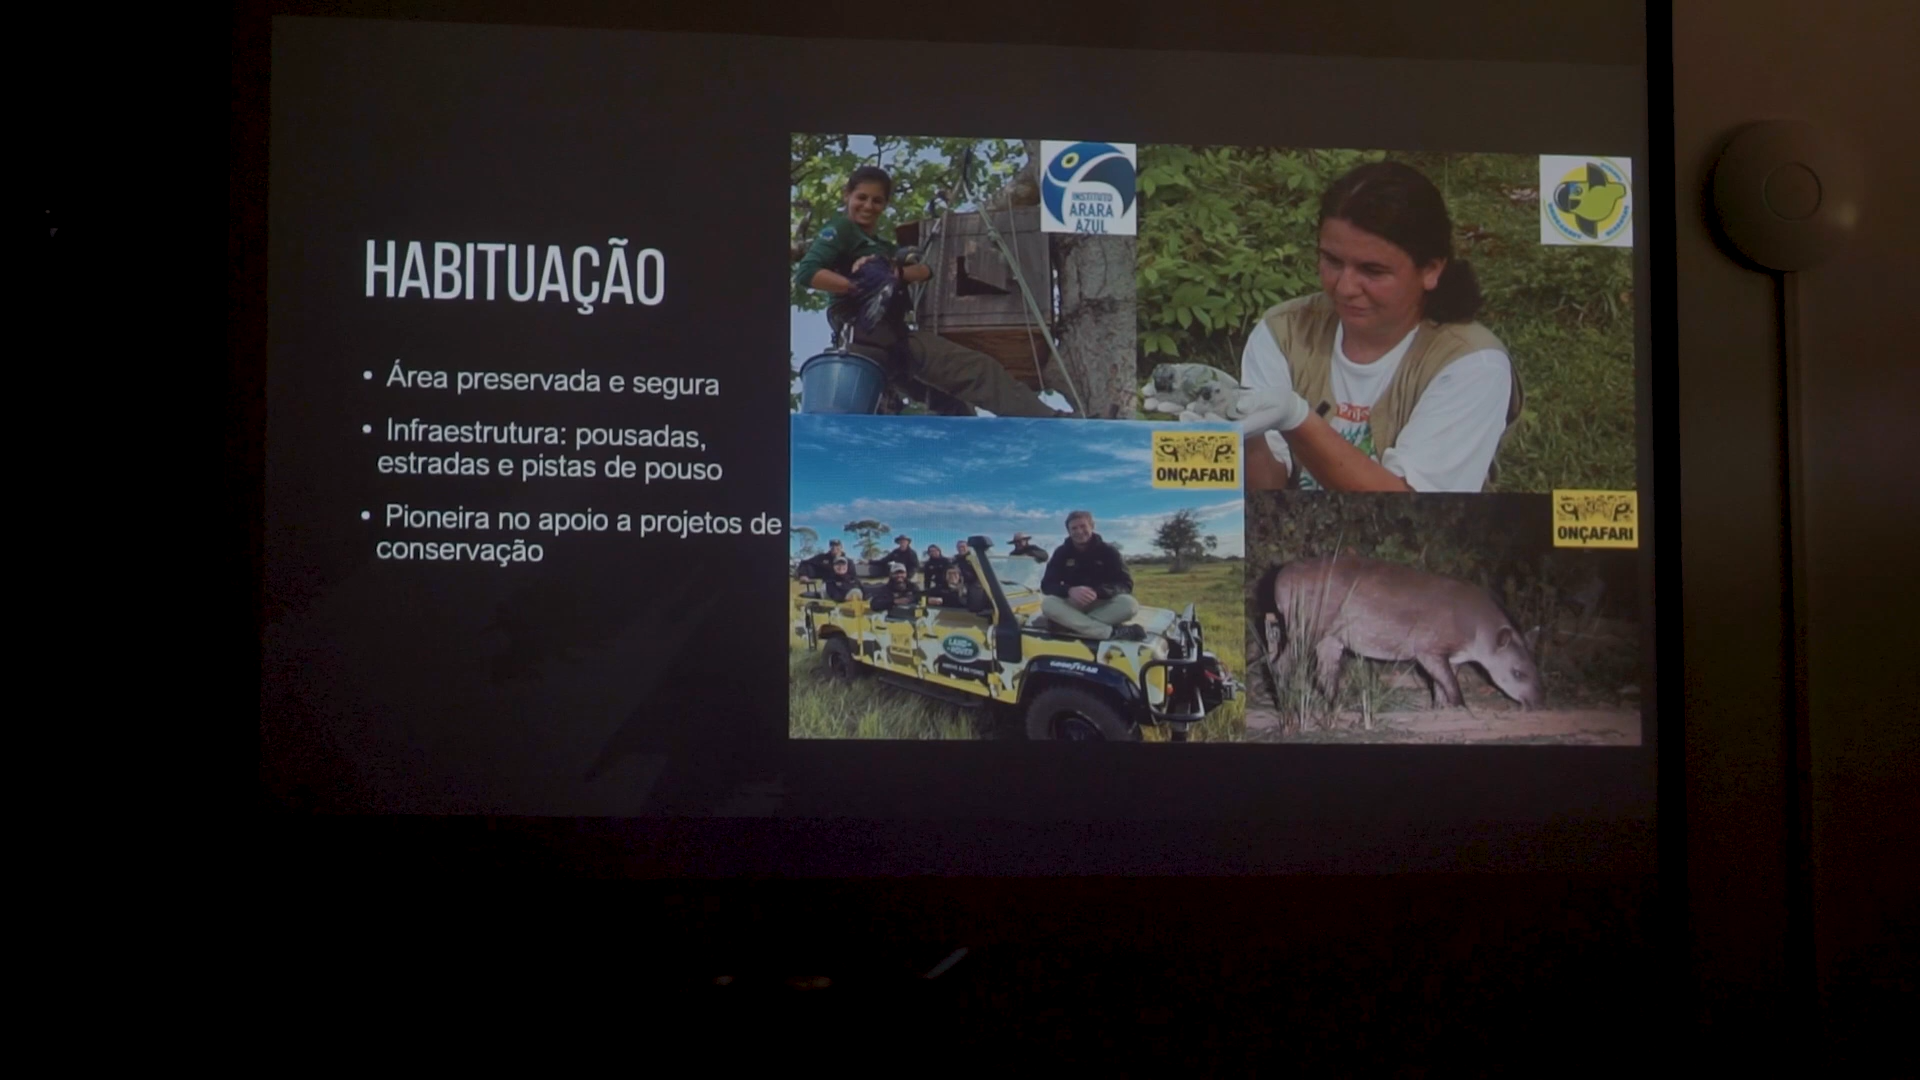 HABITUAÇÃO
• Área preservada e segura
• Infraestrutura: pousadas,
estradas e pistas de pouso
• Pioneira no apoio a projetos de
conservação
INSTITUTO
ARARA
AZUL
ONÇAFARI
ONÇAFARI
LAND
ROVER
GOODYEAR